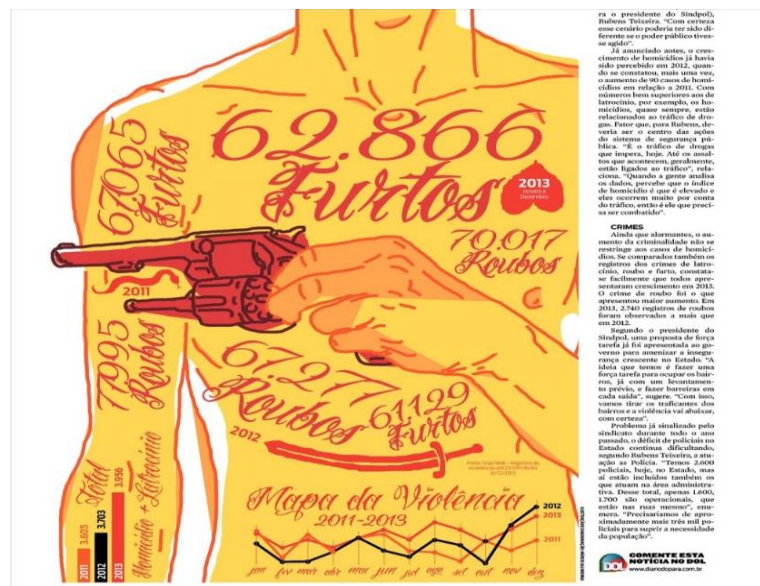 67.065
Furtos
2011
77.995
Roubos
62.866
Furtos
2013
70.017
Roubos
Roubos
61.129
Furtos
2012
Mapa da Violência
2011-2013
2012
2013
2011
jan fev mar abr mai jun jul ago set out nov dez
Total
Homicídio + Latrocínio
2011 3.605
2012 3.703
2013 3.956
ra o presidente do Sindpol),
Rubens Teixeira. “Com certeza
esse cenário poderia ter sido di-
ferente se o poder público tives-
se agido”.
Já anunciado antes, o cres-
cimento de homicídios já havia
sido percebido em 2012, quan-
do se constatou, mais uma vez,
o aumento de 90 casos de homi-
cídios em relação a 2011. Com
números bem superiores aos de
latrocínio, por exemplo, os ho-
micídios, quase sempre, estão
relacionados ao tráfico de dro-
gas. Fator que, para Rubens, de-
veria ser o centro das ações
do sistema de segurança pú-
blica. “É o tráfico de drogas
que impera, hoje. Até os assal-
tos que acontecem, geralmente,
estão ligados ao tráfico”, rela-
ciona. “Quando a gente analisa
os dados, percebe que o índice
de homicídio é que é elevado e
eles ocorrem muito por conta
do tráfico, então é ele que preci-
sa ser combatido”.
CRIMES
Ainda que alarmantes, o au-
mento da criminalidade não se
restringe aos casos de homicí-
dios. Se comparados também os
registros dos crimes de latro-
cínio, roubo e furto, constata-
se facilmente que todos apre-
sentaram crescimento em 2013.
O crime de roubo foi o que
apresentou maior aumento. Em
2013, 2.740 registros de roubos
foram observados a mais que
em 2012.
Segundo o presidente do
Sindpol, uma proposta de força
tarefa já foi apresentada ao go-
verno para amenizar a insegu-
rança crescente no Estado. “A
ideia que temos é fazer uma
força tarefa para ocupar os bair-
ros, já com um levantamento
prévio, e fazer barreiras em
cada saída”, sugere. “Com isso,
vamos tirar os traficantes dos
bairros e a violência vai abaixar,
com certeza”.
Problema já sinalizado pelo
sindicato durante todo o ano
passado, o déficit de policiais no
Estado continua dificultando,
segundo Rubens Teixeira, a atu-
ação as Polícia. “Temos 2.600
policiais, hoje, no Estado, mas
aí estão incluídos também os
que atuam na área administra-
tiva. Desse total, apenas 1.600,
1.700 são operacionais, que
estão nas ruas mesmo”, enu-
mera. “Precisaríamos de apro-
ximadamente mais três mil po-
liciais para suprir a necessidade
da população”.
DOL
COMENTE ESTA
NOTÍCIA NO DOL
www.diariodopara.com.br